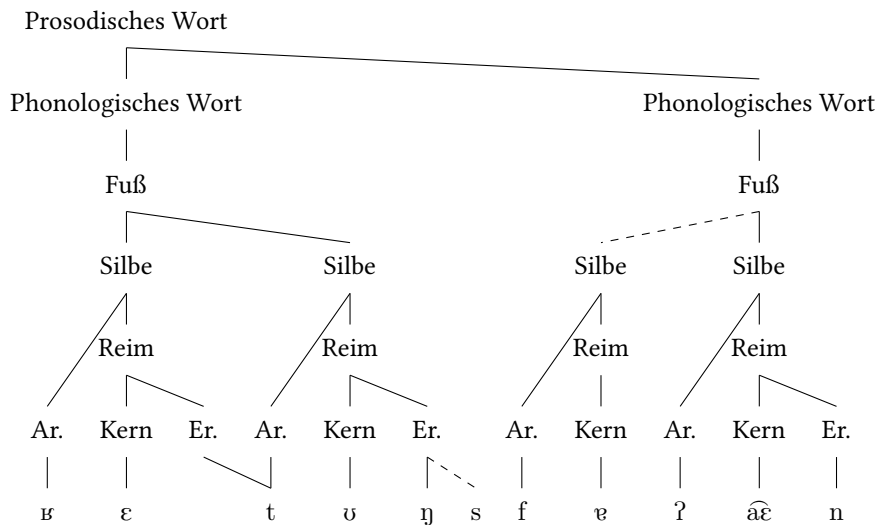 Prosodisches Wort
Phonologisches Wort Phonologisches Wort
Fuß Fuß
Silbe Silbe Silbe Silbe
Reim Reim Reim Reim
Ar. Kern Er. Ar. Kern Er. Ar. Kern Ar. Kern Er.
ʁ ɛ t ʊ ŋ s f ɐ ʔ a͡ɛ n